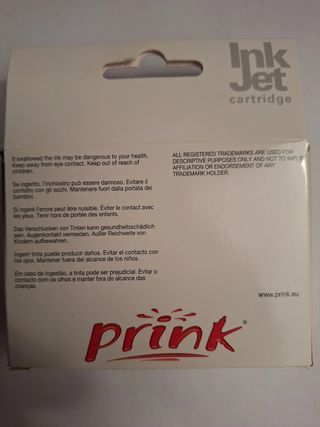 Ink
Jet
cartridge
If swallowed the ink may be dangerous to your health.
Keep away from eye contact. Keep out of reach of
children.
Se ingerito, l'inchiostro può essere dannoso. Evitare il
contatto con gli occhi. Mantenere fuori dalla portata dei
bambini.
Si ingéré l'encre peut être nuisible. Éviter le contact avec
les yeux. Tenir hors de portée des enfants.
Das Verschlucken von Tinten kann gesundheitsschädlich
sein. Augenkontakt vermeiden. Außer Reichweite von
Kindern aufbewahren.
Ingerir tinta puede producir daños. Evitar el contacto con
los ojos. Mantener fuera del alcance de los niños.
Em caso de ingestão, a tinta pode ser prejudicial. Evitar o
contacto com os olhos e manter fora do alcance das
crianças.
ALL REGISTERED TRADEMARKS ARE USED FOR
DESCRIPTIVE PURPOSES ONLY AND NOT TO IMPLY
AFFILIATION OR ENDORSEMENT OF ANY
TRADEMARK HOLDER.
www.prink.eu
prink®